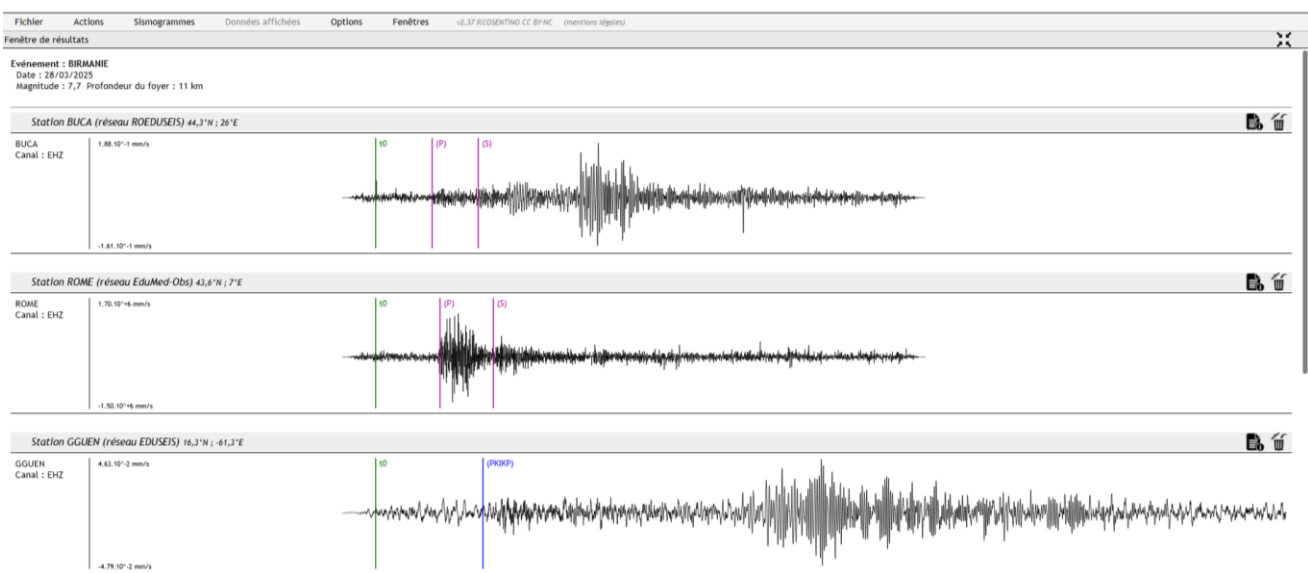 Fichier Actions Sismogrammes Données affichées Options Fenêtres v2.37 RCOSENTINO CC BY-NC (mentions légales)
Fenêtre de résultats
Evénement : BIRMANIE
Date : 28/03/2025
Magnitude : 7,7 Profondeur du foyer : 11 km
Station BUCA (réseau ROEDUSEIS) 44,3°N ; 26°E
BUCA
Canal : EHZ
1.88.10^-1 mm/s
t0 (P) (S)
-1.61.10^-1 mm/s
Station ROME (réseau EduMed-Obs) 43,6°N ; 7°E
ROME
Canal : EHZ
1.70.10^+6 mm/s
t0 (P) (S)
-1.50.10^+6 mm/s
Station GGUEN (réseau EDUSEIS) 16,3°N ; -61,3°E
GGUEN
Canal : EHZ
4.63.10^-2 mm/s
t0 (PKIKP)
-4.79.10^-2 mm/s